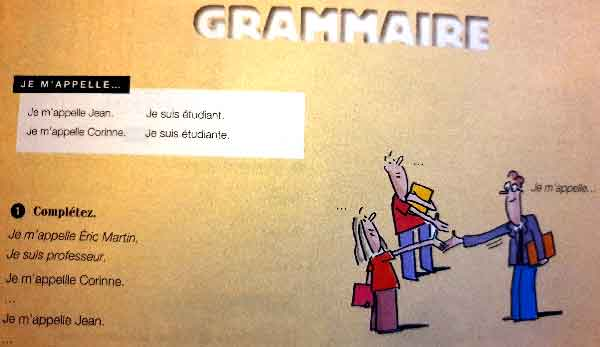 GRAMMAIRE
JE M'APPELLE...
Je m'appelle Jean. Je suis étudiant.
Je m'appelle Corinne. Je suis étudiante.
1 Complétez.
Je m'appelle Éric Martin.
Je suis professeur.
Je m'appelle Corinne.
...
Je m'appelle Jean.
...
...
...
Je m'appelle...